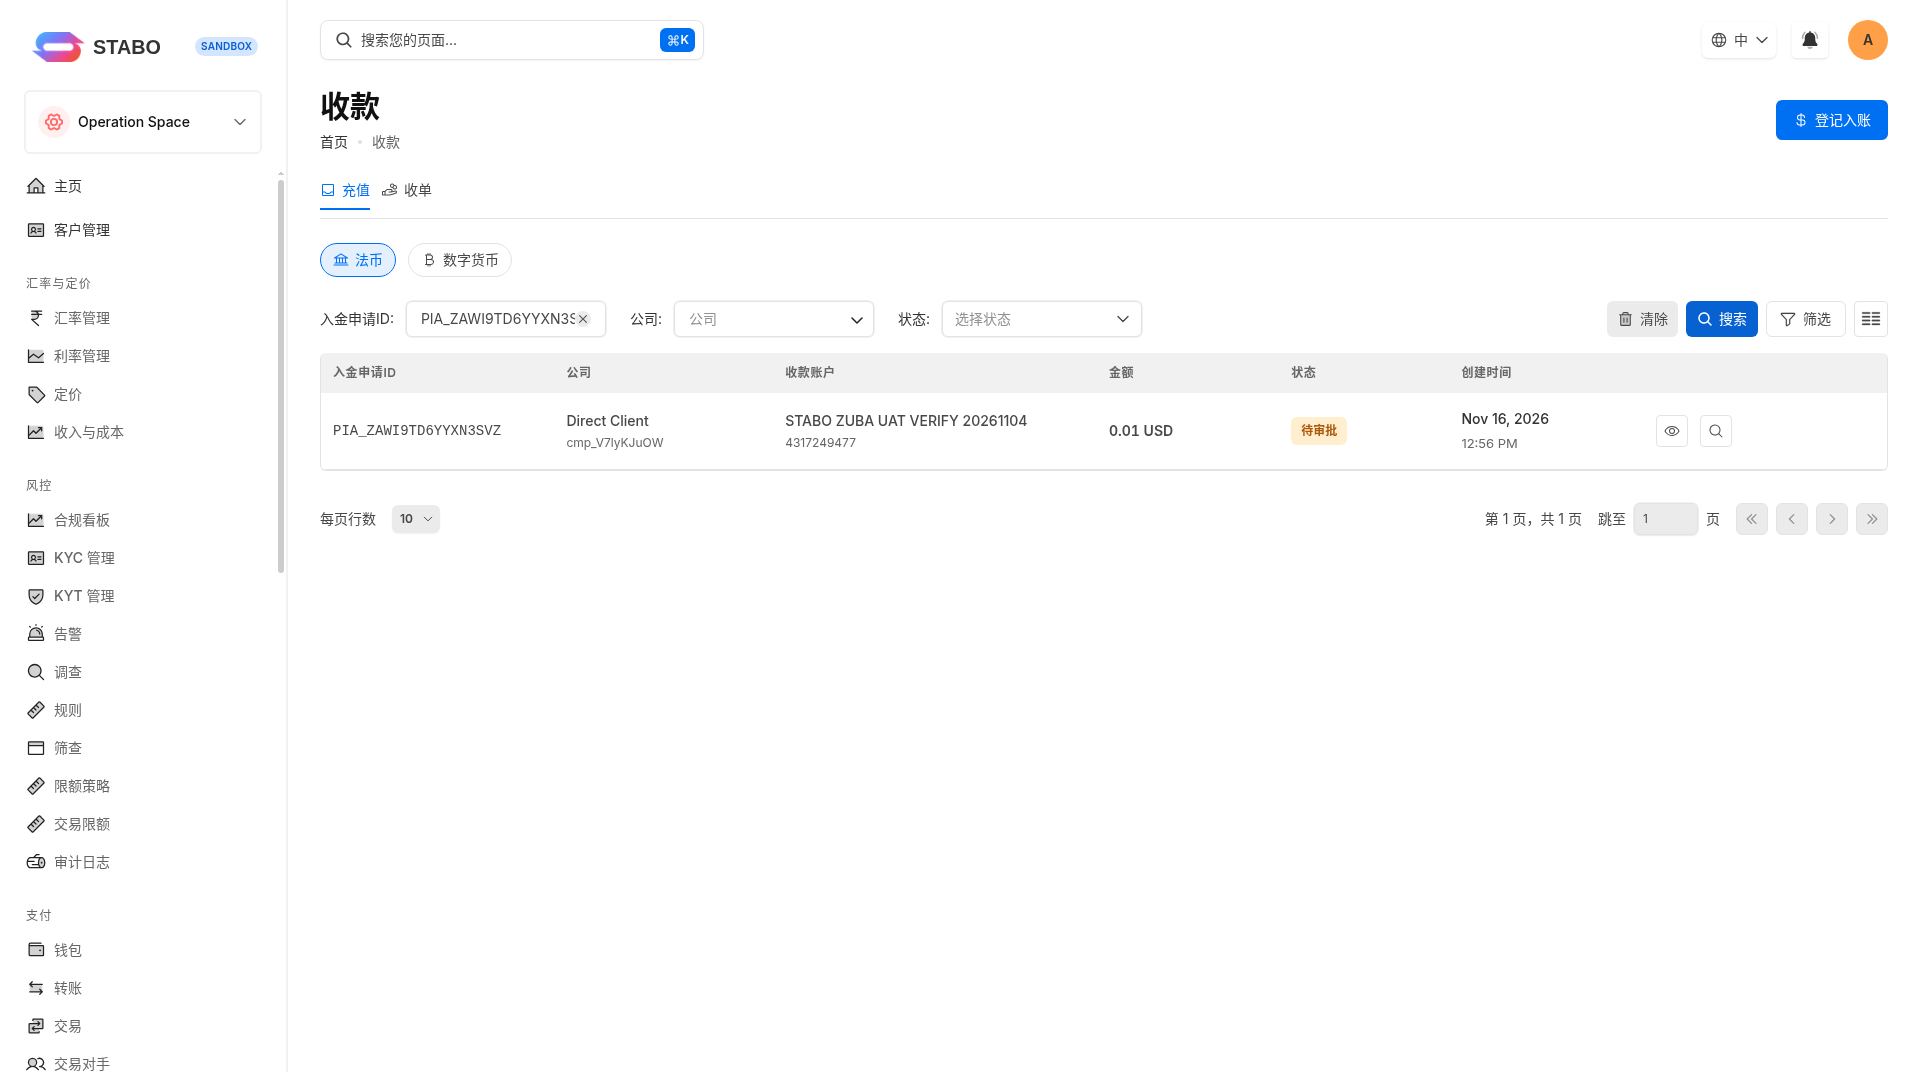 STABO
SANDBOX
Operation Space
主页
客户管理
汇率与定价
汇率管理
利率管理
定价
收入与成本
风控
合规看板
KYC 管理
KYT 管理
告警
调查
规则
筛查
限额策略
交易限额
审计日志
支付
钱包
转账
交易
交易对手
搜索您的页面...
⌘K
中
A
收款
首页 • 收款
$ 登记入账
充值 收单
法币 数字货币
入金申请ID: PIA_ZAWI9TD6YYXN3S 公司: 公司 状态: 选择状态 清除 搜索 筛选
入金申请ID 公司 收款账户 金额 状态 创建时间
PIA_ZAWI9TD6YYXN3SVZ Direct Client STABO ZUBA UAT VERIFY 20261104 0.01 USD 待审批 Nov 16, 2026
cmp_V7lyKJuOW 4317249477 12:56 PM
每页行数 10 第 1 页，共 1 页 跳至 1 页